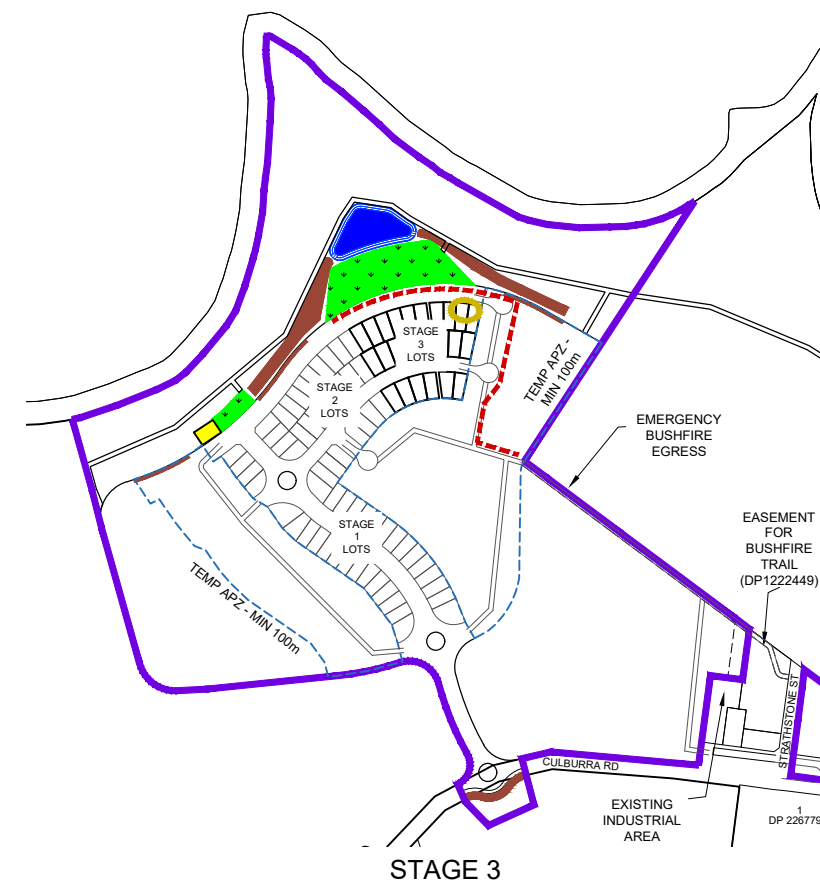 STAGE
3
LOTS
STAGE
2
LOTS
TEMP APZ -
MIN 100m
EMERGENCY
BUSHFIRE
EGRESS
EASEMENT
FOR
BUSHFIRE
TRAIL
(DP1222449)
STAGE
1
LOTS
TEMP APZ - MIN 100m
STRATHSTONE ST
CULBURRA RD
EXISTING
INDUSTRIAL
AREA
1
DP 226779
STAGE 3